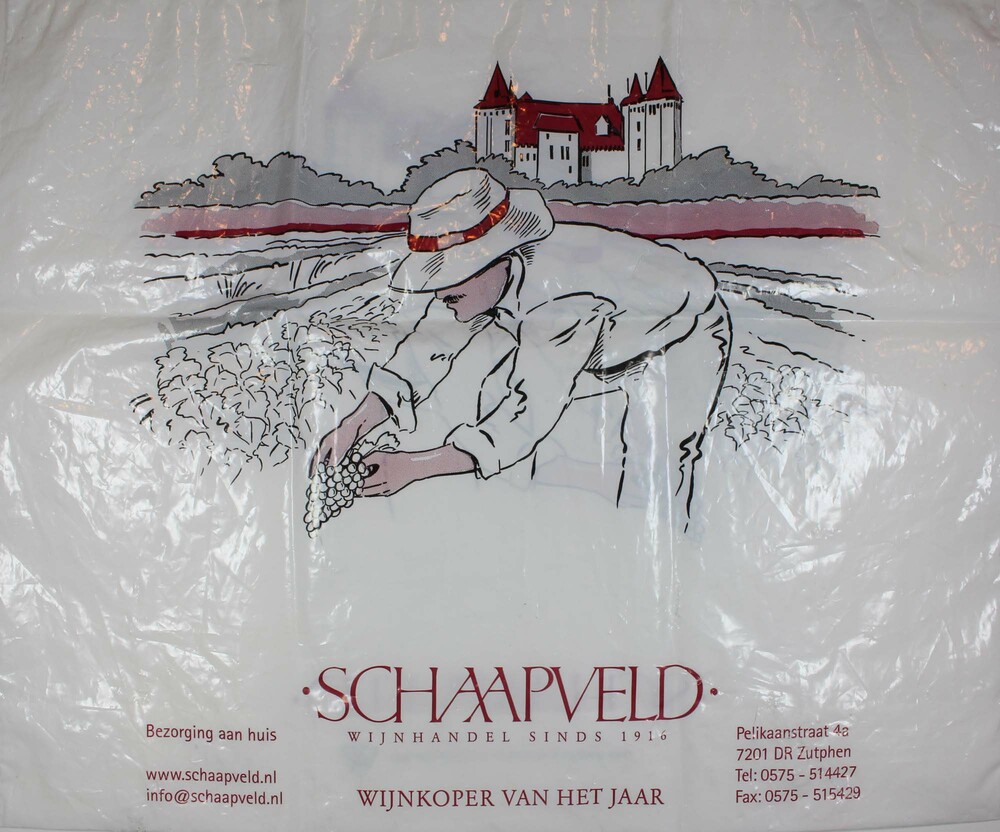 ·SCHAAPVELD·
WIJNHANDEL SINDS 1916
WIJNKOPER VAN HET JAAR
Bezorging aan huis
www.schaapveld.nl
info@schaapveld.nl
Pelikaanstraat 4a
7201 DR Zutphen
Tel: 0575 - 514427
Fax: 0575 - 515429